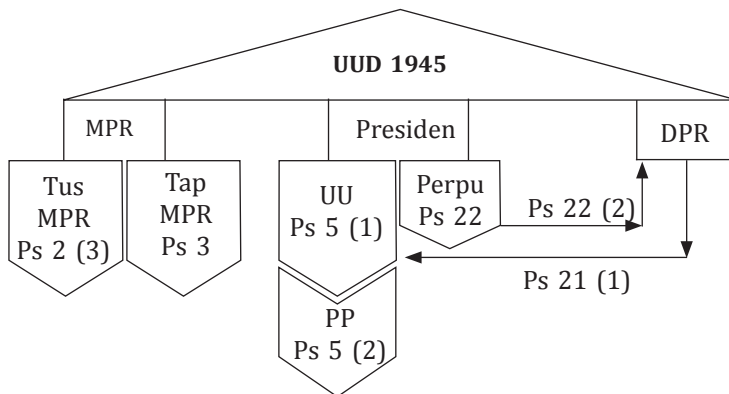 UUD 1945
MPR
Presiden
DPR
Tus
MPR
Ps 2 (3)
Tap
MPR
Ps 3
UU
Ps 5 (1)
Perpu
Ps 22
Ps 22 (2)
Ps 21 (1)
PP
Ps 5 (2)